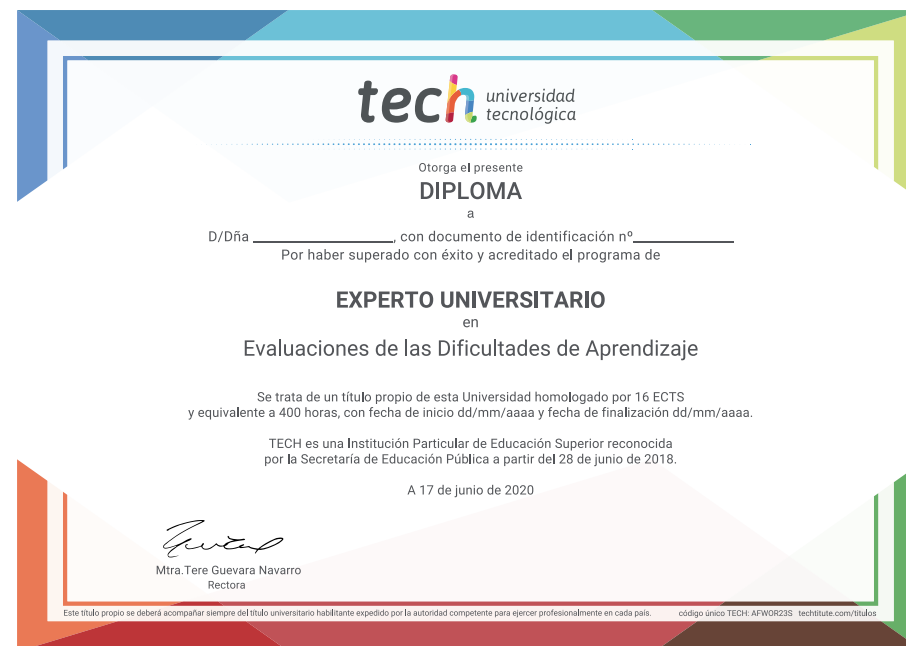 tech universidad
tecnológica
Otorga el presente
DIPLOMA
a
D/Dña ____________________, con documento de identificación nº______________
Por haber superado con éxito y acreditado el programa de
EXPERTO UNIVERSITARIO
en
Evaluaciones de las Dificultades de Aprendizaje
Se trata de un título propio de esta Universidad homologado por 16 ECTS
y equivalente a 400 horas, con fecha de inicio dd/mm/aaaa y fecha de finalización dd/mm/aaaa.
TECH es una Institución Particular de Educación Superior reconocida
por la Secretaría de Educación Pública a partir del 28 de junio de 2018.
A 17 de junio de 2020
Mtra.Tere Guevara Navarro
Rectora
Este título propio se deberá acompañar siempre del título universitario habilitante expedido por la autoridad competente para ejercer profesionalmente en cada país. código único TECH: AFWOR23S techtitute.com/titulos